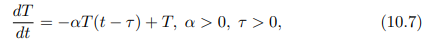 dT/dt = −αT(t − τ) + T, α > 0, τ > 0, (10.7)